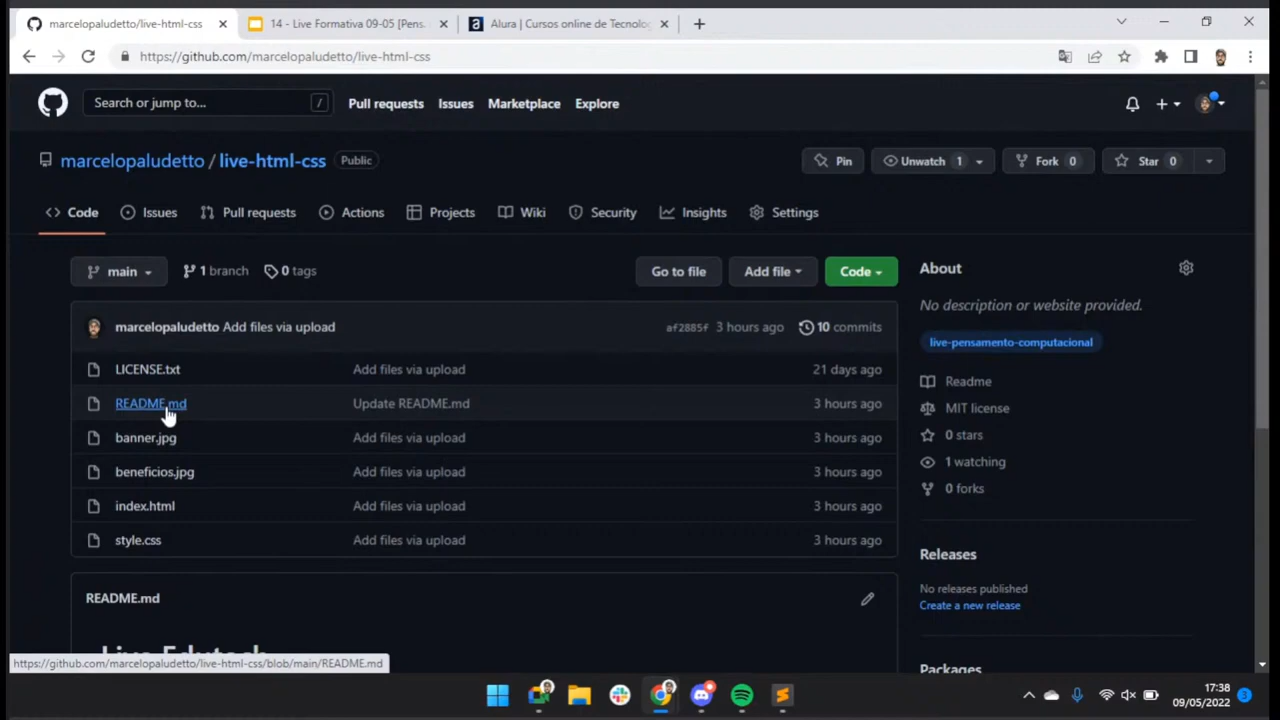 marcelopaludetto/live-html-css
14 - Live Formativa 09-05 [Pens
Alura | Cursos online de Tecnolo
https://github.com/marcelopaludetto/live-html-css
Search or jump to...
/
Pull requests
Issues
Marketplace
Explore
marcelopaludetto / live-html-css
Public
Pin
Unwatch 1
Fork 0
Star 0
<> Code
Issues
Pull requests
Actions
Projects
Wiki
Security
Insights
Settings
main
1 branch
0 tags
Go to file
Add file
Code
About
No description or website provided.
live-pensamento-computacional
marcelopaludetto Add files via upload
af2885f 3 hours ago
10 commits
LICENSE.txt
Add files via upload
21 days ago
README.md
Update README.md
3 hours ago
banner.jpg
Add files via upload
3 hours ago
beneficios.jpg
Add files via upload
3 hours ago
index.html
Add files via upload
3 hours ago
style.css
Add files via upload
3 hours ago
Readme
MIT license
0 stars
1 watching
0 forks
Releases
No releases published
Create a new release
Packages
README.md
Live Edutech
https://github.com/marcelopaludetto/live-html-css/blob/main/README.md
17:38
09/05/2022
3